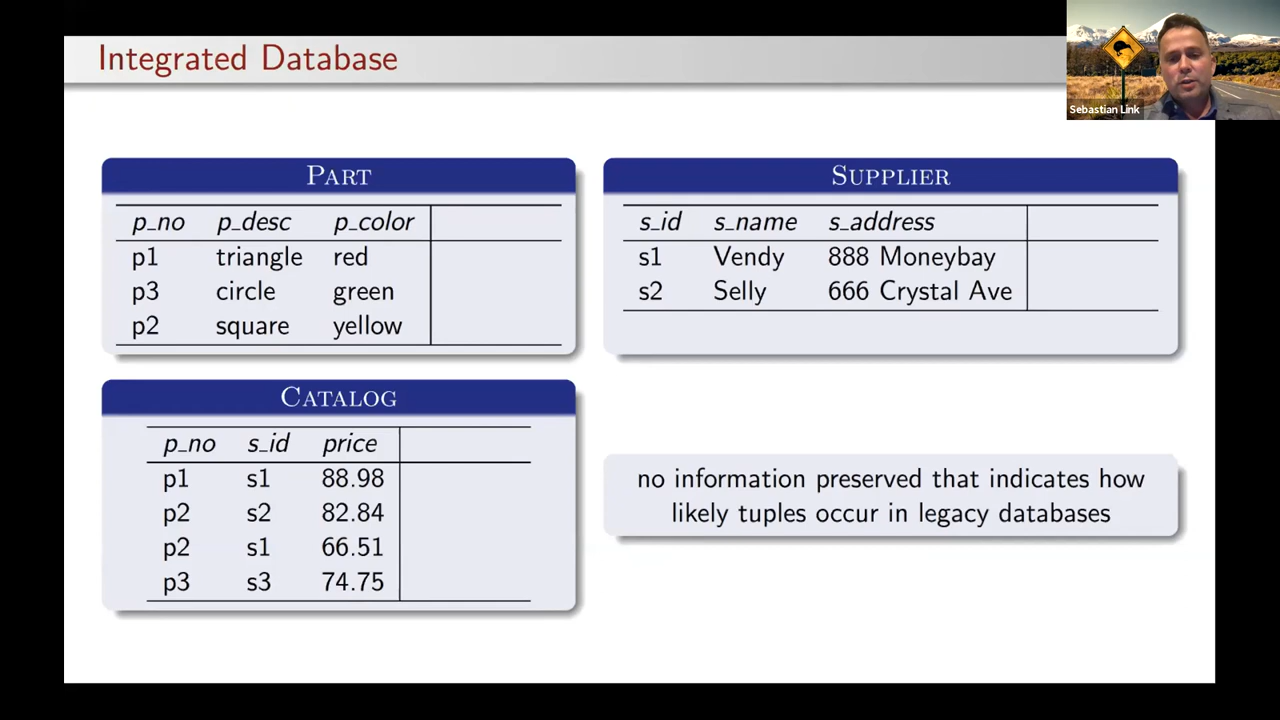 Integrated Database
Sebastian Link
PART
p_no p_desc p_color
p1 triangle red
p3 circle green
p2 square yellow
SUPPLIER
s_id s_name s_address
s1 Vendy 888 Moneybay
s2 Selly 666 Crystal Ave
CATALOG
p_no s_id price
p1 s1 88.98
p2 s2 82.84
p2 s1 66.51
p3 s3 74.75
no information preserved that indicates how
likely tuples occur in legacy databases